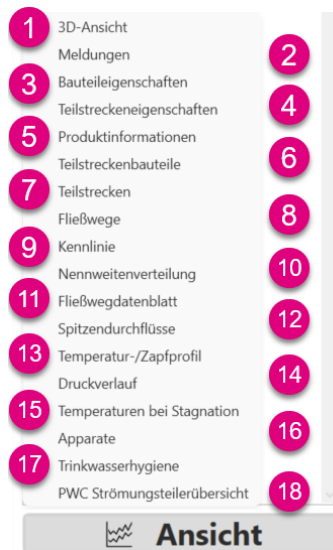 1 3D-Ansicht
Meldungen 2
3 Bauteileigenschaften
Teilstreckeneigenschaften 4
5 Produktinformationen
Teilstreckenbauteile 6
7 Teilstrecken
Fließwege 8
9 Kennlinie
Nennweitenverteilung 10
11 Fließwegdatenblatt
Spitzendurchflüsse 12
13 Temperatur-/Zapfprofil
Druckverlauf 14
15 Temperaturen bei Stagnation
Apparate 16
17 Trinkwasserhygiene
PWC Strömungsteilerübersicht 18
Ansicht